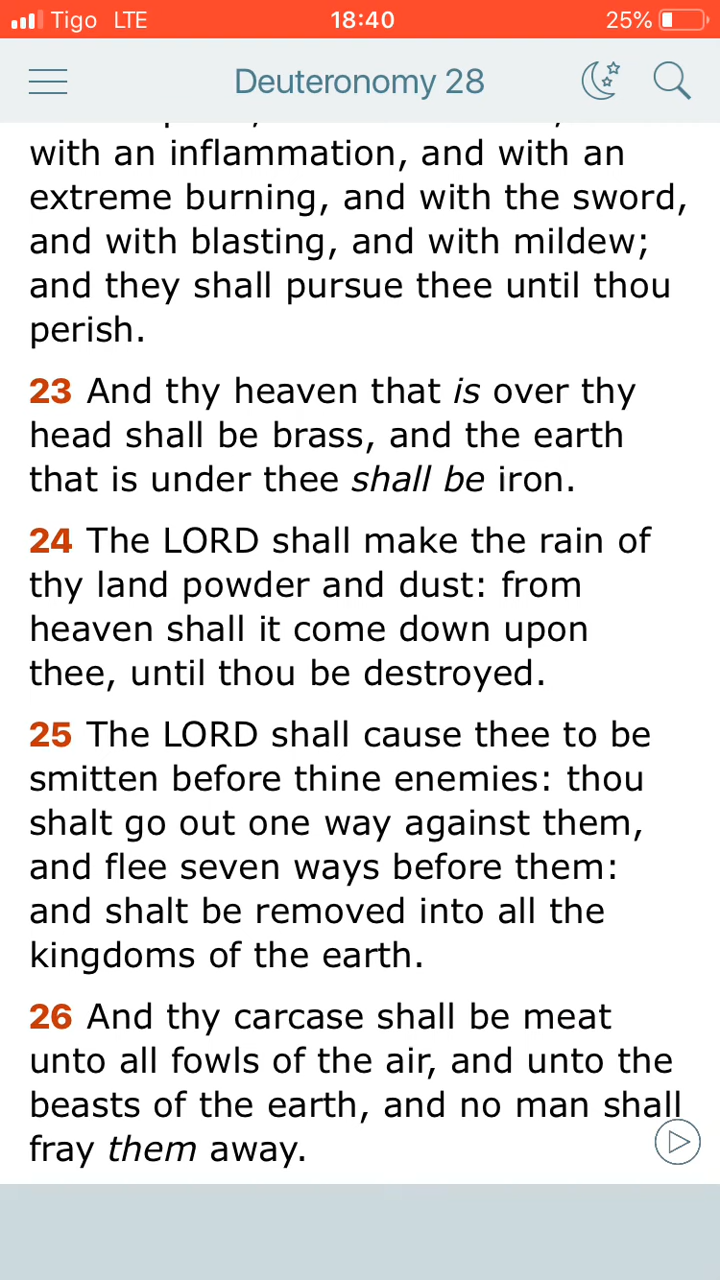 Tigo LTE 18:40 25%
Deuteronomy 28
with an inflammation, and with an
extreme burning, and with the sword,
and with blasting, and with mildew;
and they shall pursue thee until thou
perish.
23 And thy heaven that is over thy
head shall be brass, and the earth
that is under thee shall be iron.
24 The LORD shall make the rain of
thy land powder and dust: from
heaven shall it come down upon
thee, until thou be destroyed.
25 The LORD shall cause thee to be
smitten before thine enemies: thou
shalt go out one way against them,
and flee seven ways before them:
and shalt be removed into all the
kingdoms of the earth.
26 And thy carcase shall be meat
unto all fowls of the air, and unto the
beasts of the earth, and no man shall
fray them away.